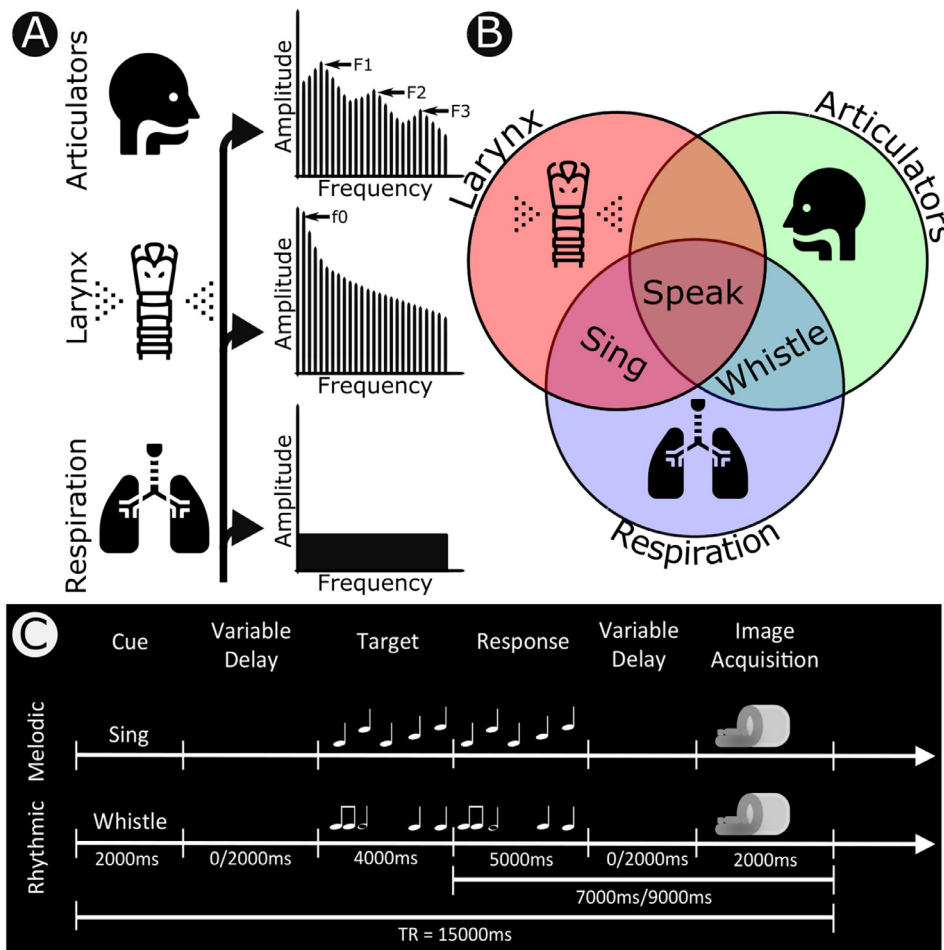 A
Articulators
Amplitude
F1
F2
F3
Frequency
Larynx
Amplitude
f0
Frequency
Respiration
Amplitude
Frequency
B
Larynx
Articulators
Speak
Sing
Whistle
Respiration
C
Cue
Variable
Delay
Target
Response
Variable
Delay
Image
Acquisition
Melodic
Sing
Rhythmic
Whistle
2000ms
0/2000ms
4000ms
5000ms
0/2000ms
2000ms
7000ms/9000ms
TR = 15000ms